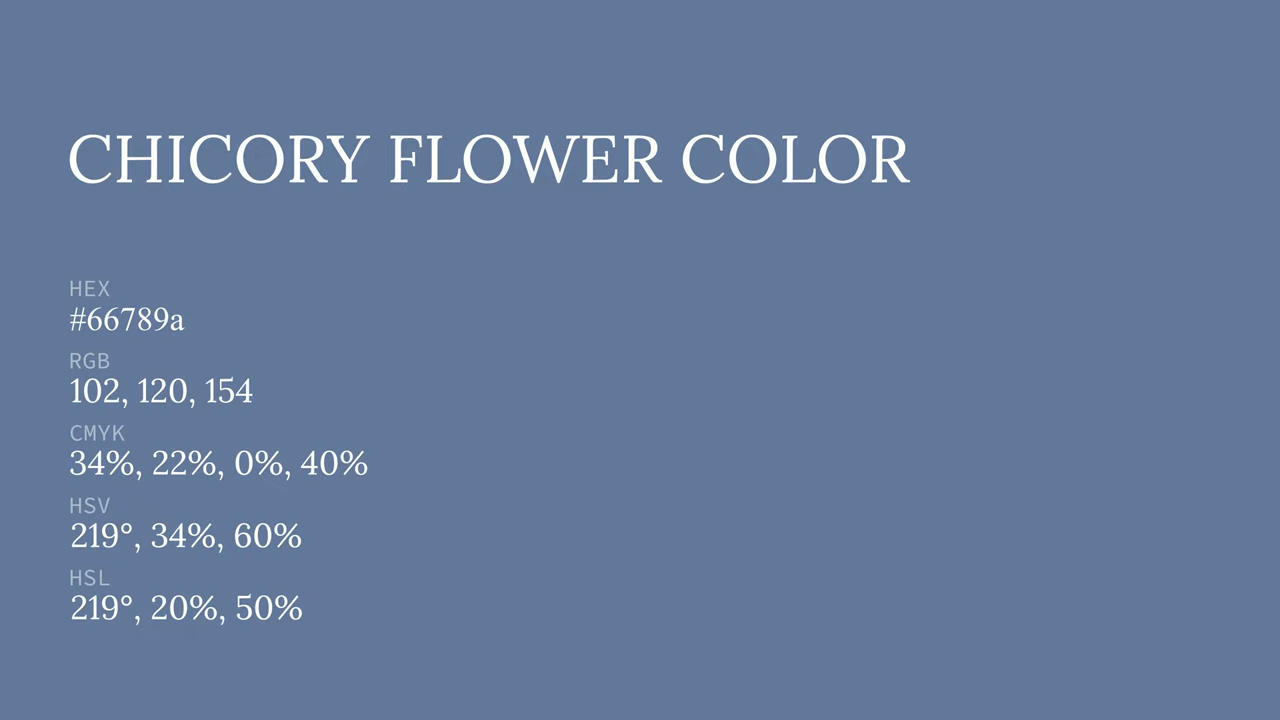 CHICORY FLOWER COLOR
HEX
#66789a
RGB
102, 120, 154
CMYK
34%, 22%, 0%, 40%
HSV
219°, 34%, 60%
HSL
219°, 20%, 50%